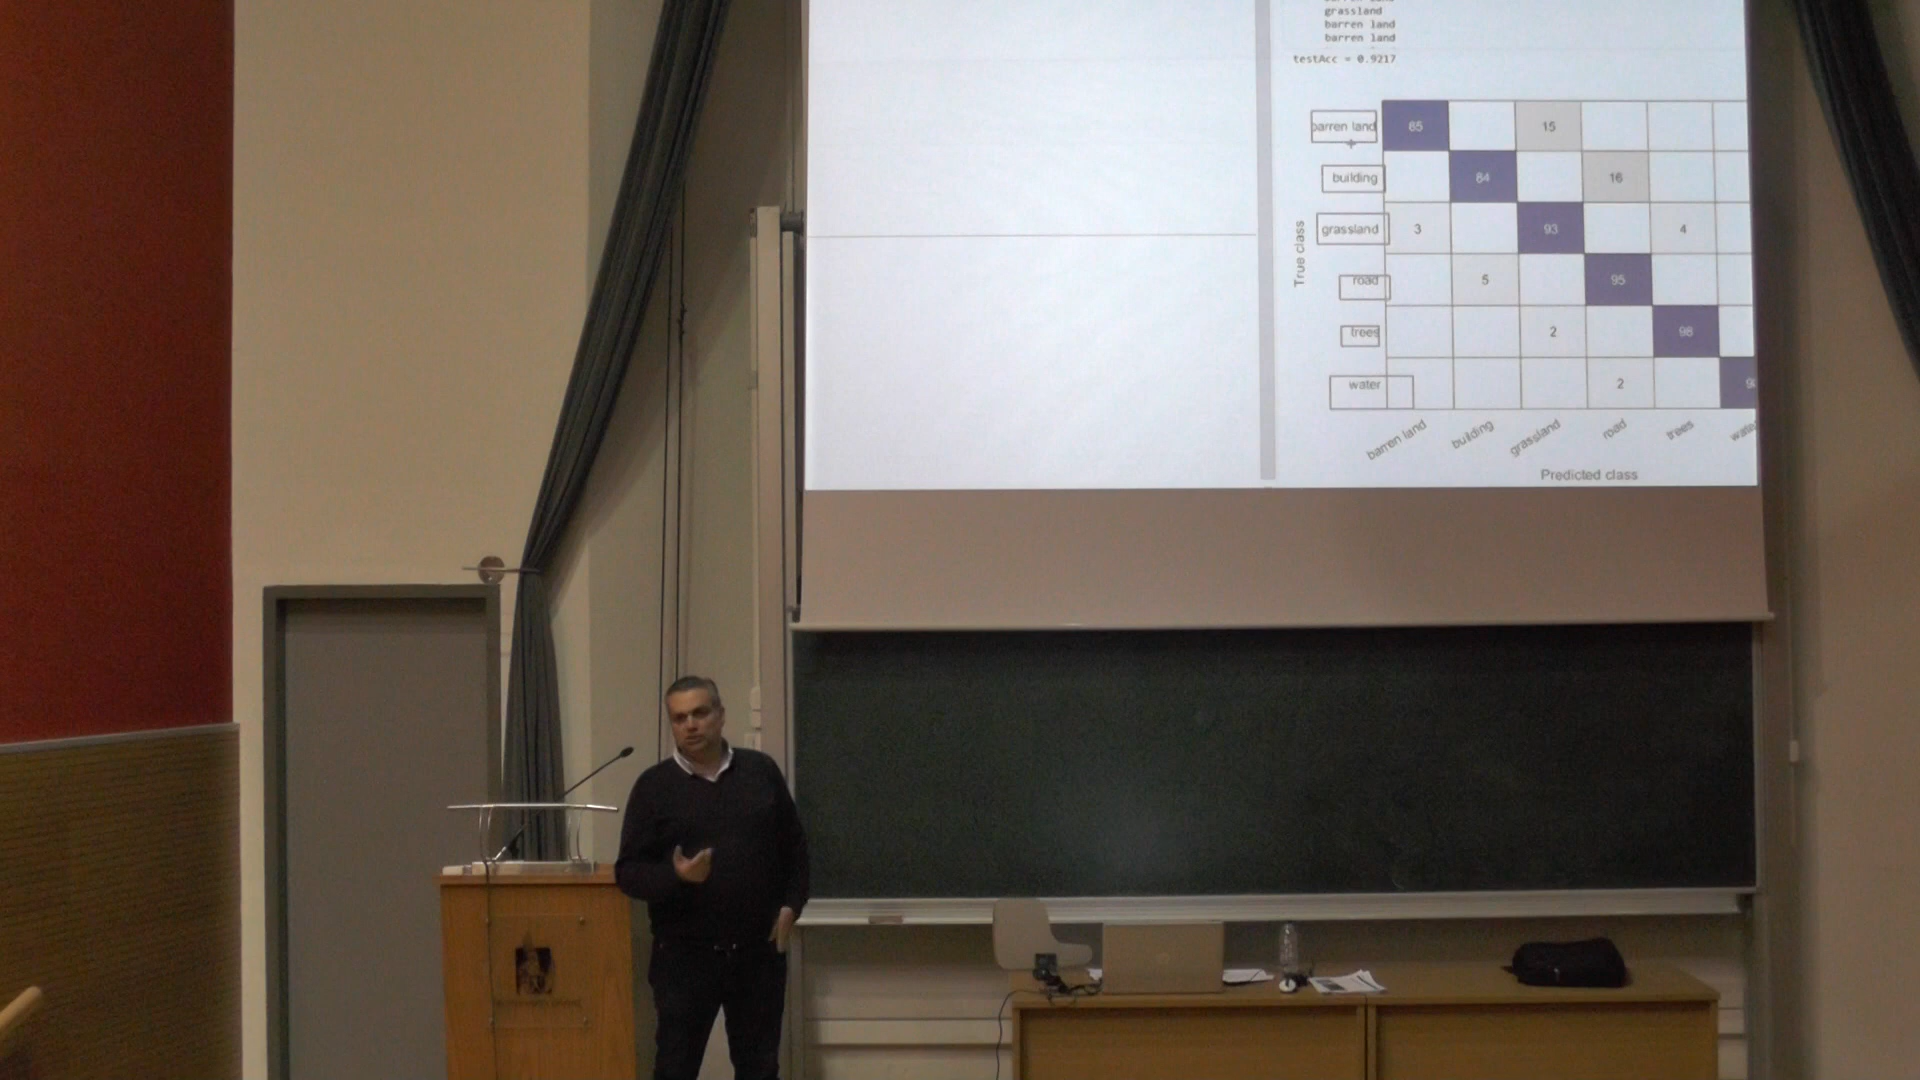 grassland
barren land
barren land
testAcc = 0.9217
barren land 85 15
building 84 16
grassland 3 93 4
road 5 95
trees 2 98
water 2
True class
barren land building grassland road trees water
Predicted class